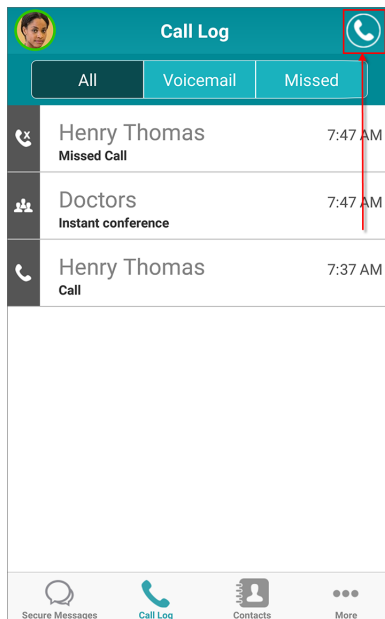 Call Log
All Voicemail Missed
Henry Thomas 7:47 AM
Missed Call
Doctors 7:47 AM
Instant conference
Henry Thomas 7:37 AM
Call
Secure Messages Call Log Contacts More